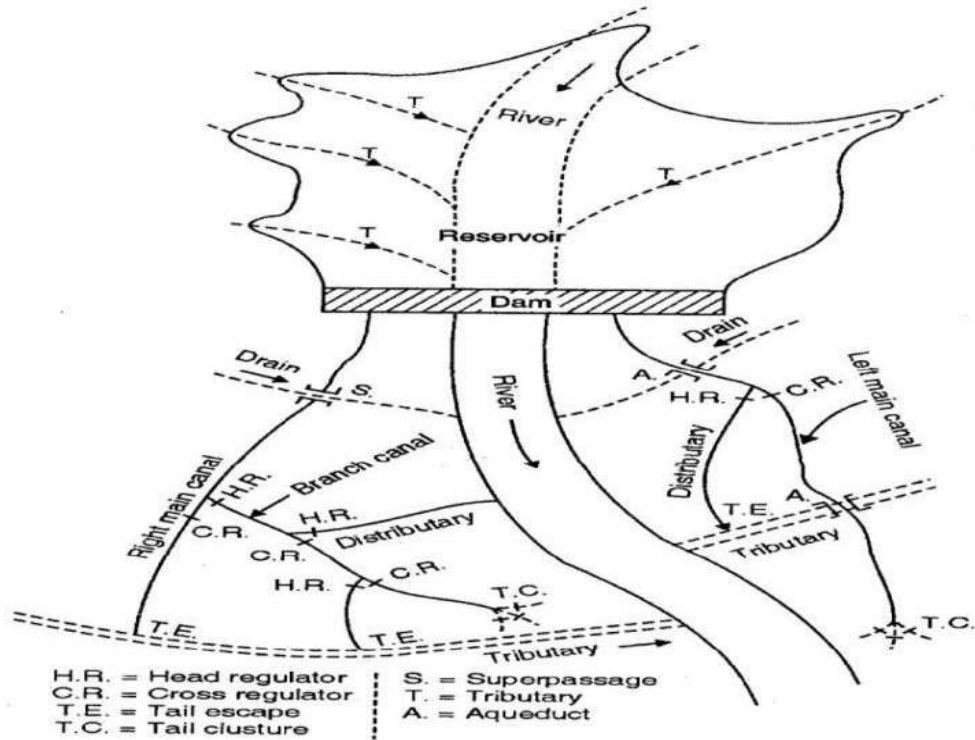 T
River
T
T
Reservoir
T
Dam
Drain
S.
River
Drain
A.
H.R.
C.R.
Left main canal
Distributary
T.E.
A.
Tributary
T.C.
Right main canal
H.R.
Branch canal
C.R.
H.R.
Distributary
C.R.
H.R.
C.R.
T.C.
T.E.
T.E.
Tributary
H.R. = Head regulator
C.R. = Cross regulator
T.E. = Tail escape
T.C. = Tail clusture
S. = Superpassage
T. = Tributary
A. = Aqueduct